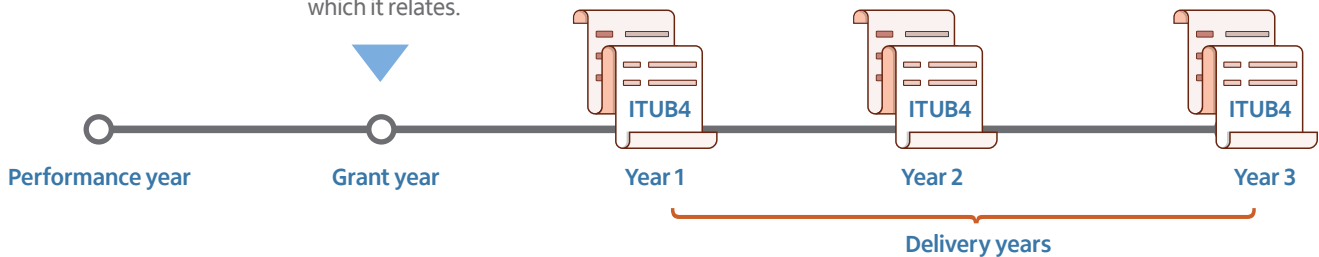 which it relates.
ITUB4 ITUB4 ITUB4
Performance year Grant year Year 1 Year 2 Year 3
Delivery years